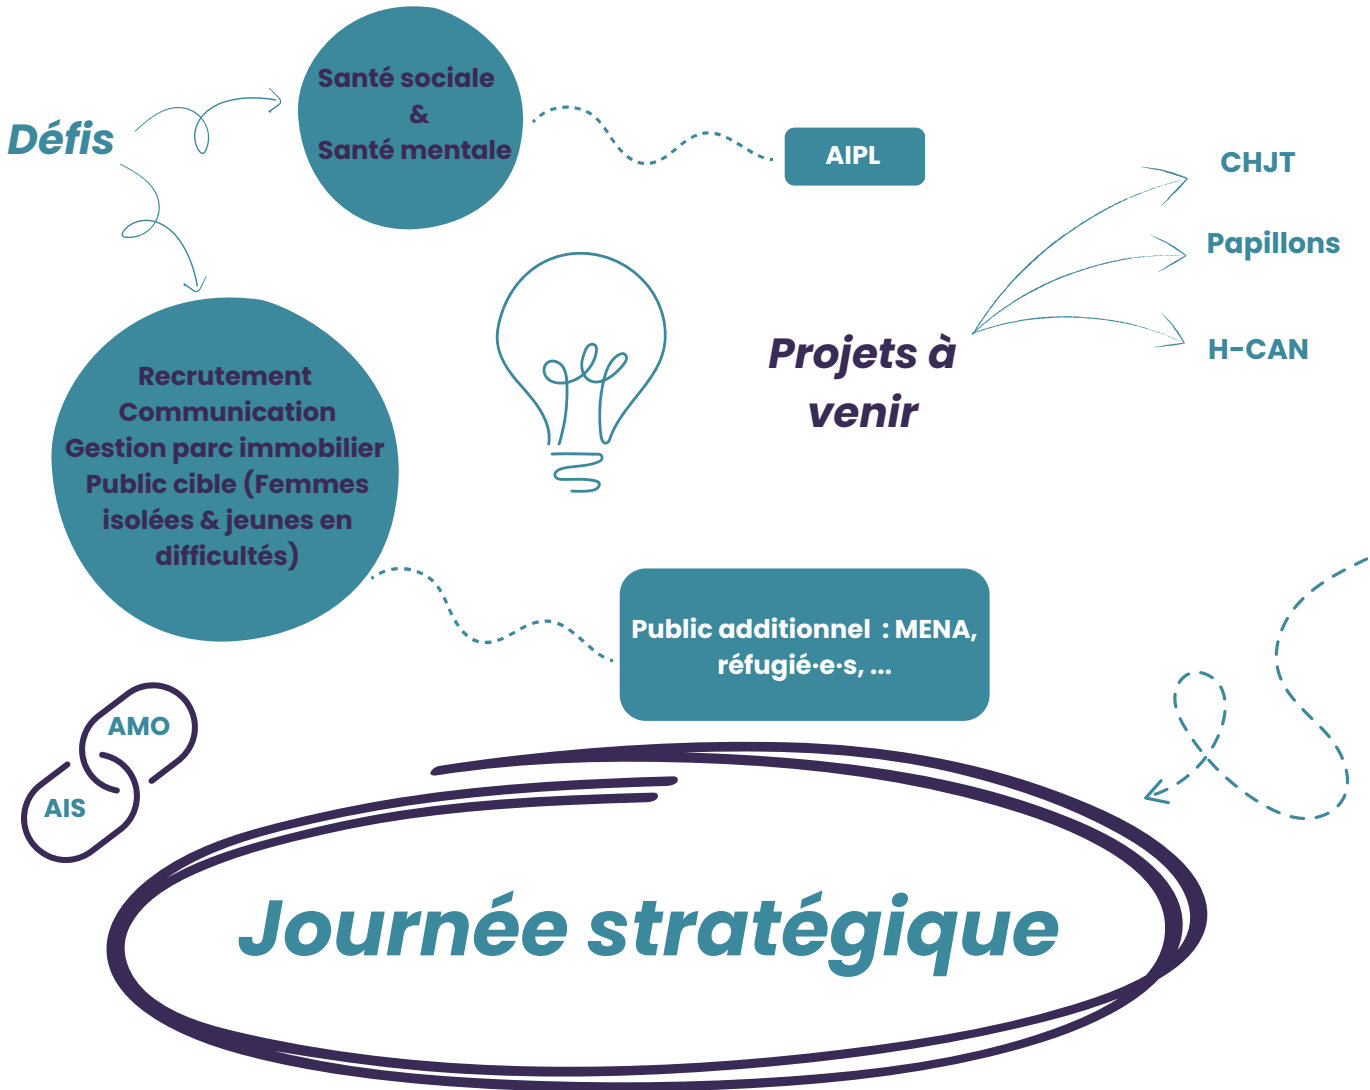 Défis
Santé sociale
&
Santé mentale
AIPL
CHJT
Papillons
H-CAN
Projets à
venir
Recrutement
Communication
Gestion parc immobilier
Public cible (Femmes
isolées & jeunes en
difficultés)
Public additionnel : MENA,
réfugié·e·s, ...
AMO
AIS
Journée stratégique